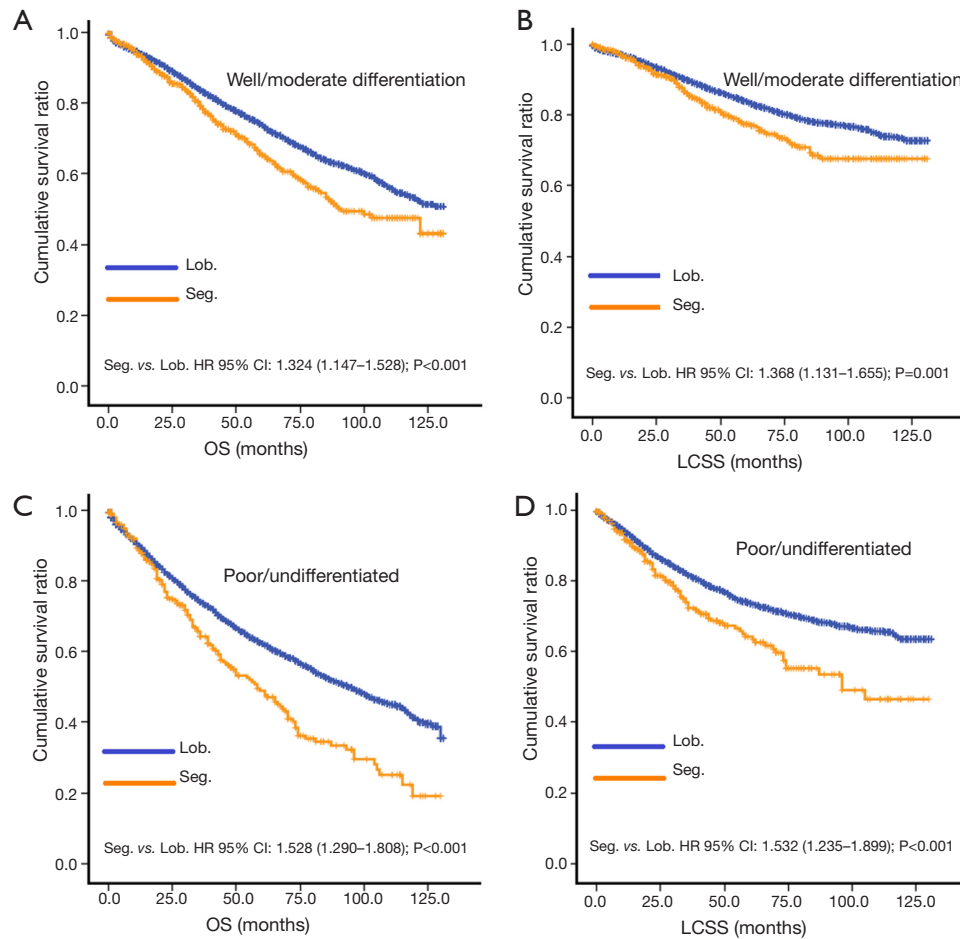 A
1.0
0.8
0.6
0.4
0.2
0.0
Cumulative survival ratio
Well/moderate differentiation
Lob.
Seg.
Seg. vs. Lob. HR 95% CI: 1.324 (1.147–1.528); P<0.001
0.0 25.0 50.0 75.0 100.0 125.0
OS (months)
B
1.0
0.8
0.6
0.4
0.2
0.0
Cumulative survival ratio
Well/moderate differentiation
Lob.
Seg.
Seg. vs. Lob. HR 95% CI: 1.368 (1.131–1.655); P=0.001
0.0 25.0 50.0 75.0 100.0 125.0
LCSS (months)
C
1.0
0.8
0.6
0.4
0.2
0.0
Cumulative survival ratio
Poor/undifferentiated
Lob.
Seg.
Seg. vs. Lob. HR 95% CI: 1.528 (1.290–1.808); P<0.001
0.0 25.0 50.0 75.0 100.0 125.0
OS (months)
D
1.0
0.8
0.6
0.4
0.2
0.0
Cumulative survival ratio
Poor/undifferentiated
Lob.
Seg.
Seg. vs. Lob. HR 95% CI: 1.532 (1.235–1.899); P<0.001
0.0 25.0 50.0 75.0 100.0 125.0
LCSS (months)